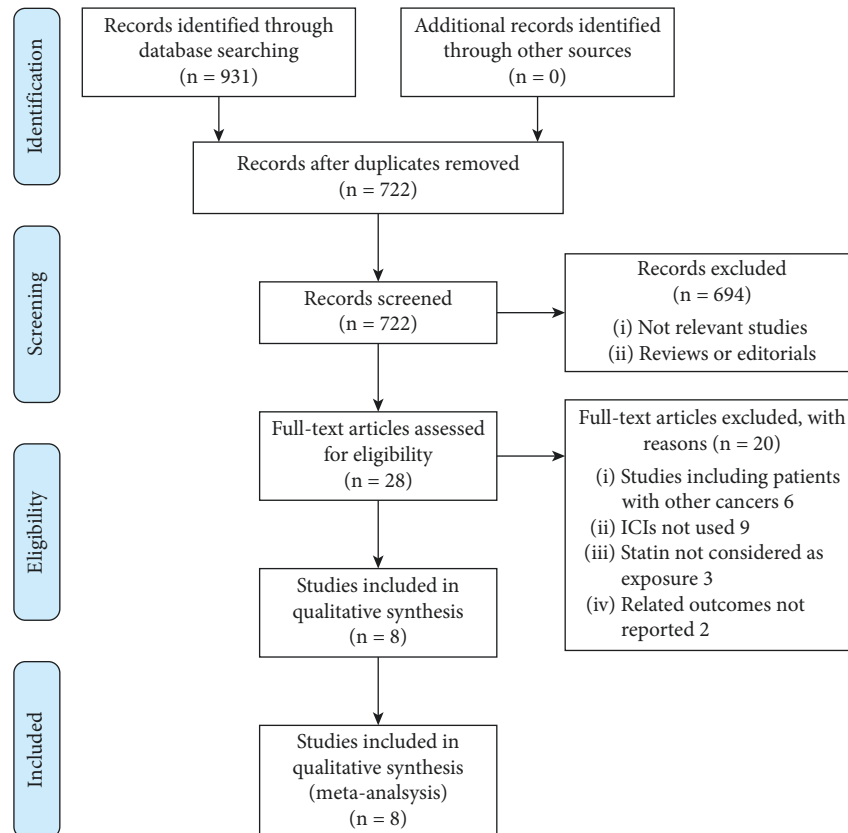 Identification
Records identified through
database searching
(n = 931)
Additional records identified
through other sources
(n = 0)
Records after duplicates removed
(n = 722)
Screening
Records screened
(n = 722)
Records excluded
(n = 694)
(i) Not relevant studies
(ii) Reviews or editorials
Eligibility
Full-text articles assessed
for eligibility
(n = 28)
Full-text articles excluded, with
reasons (n = 20)
(i) Studies including patients
with other cancers 6
(ii) ICIs not used 9
(iii) Statin not considered as
exposure 3
(iv) Related outcomes not
reported 2
Studies included in
qualitative synthesis
(n = 8)
Included
Studies included in
qualitative synthesis
(meta-analsysis)
(n = 8)